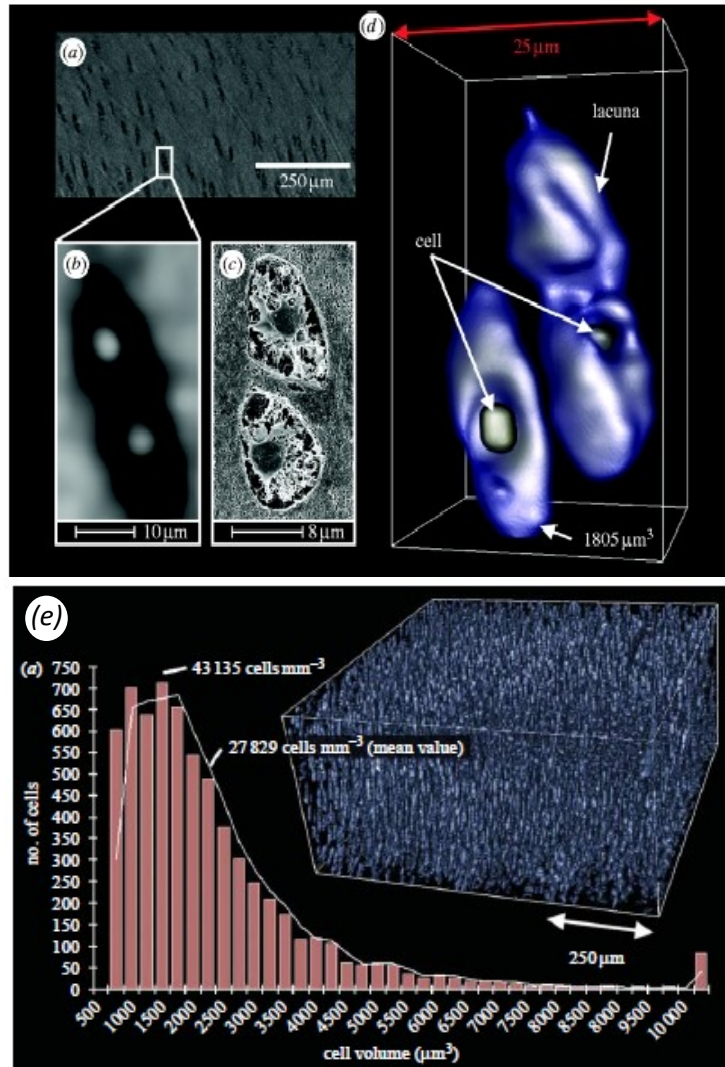 (a)
250 µm
(b)
10 µm
(c)
8 µm
(d)
25 µm
lacuna
cell
1805 µm³
(e)
(a)
750
700
650
600
550
500
450
400
350
300
250
200
150
100
50
0
no. of cells
43 135 cells mm⁻³
27 829 cells mm⁻³ (mean value)
250 µm
500
1000
1500
2000
2500
3000
3500
4000
4500
5000
5500
6000
6500
7000
7500
8000
8500
9000
9500
10 000
cell volume (µm³)